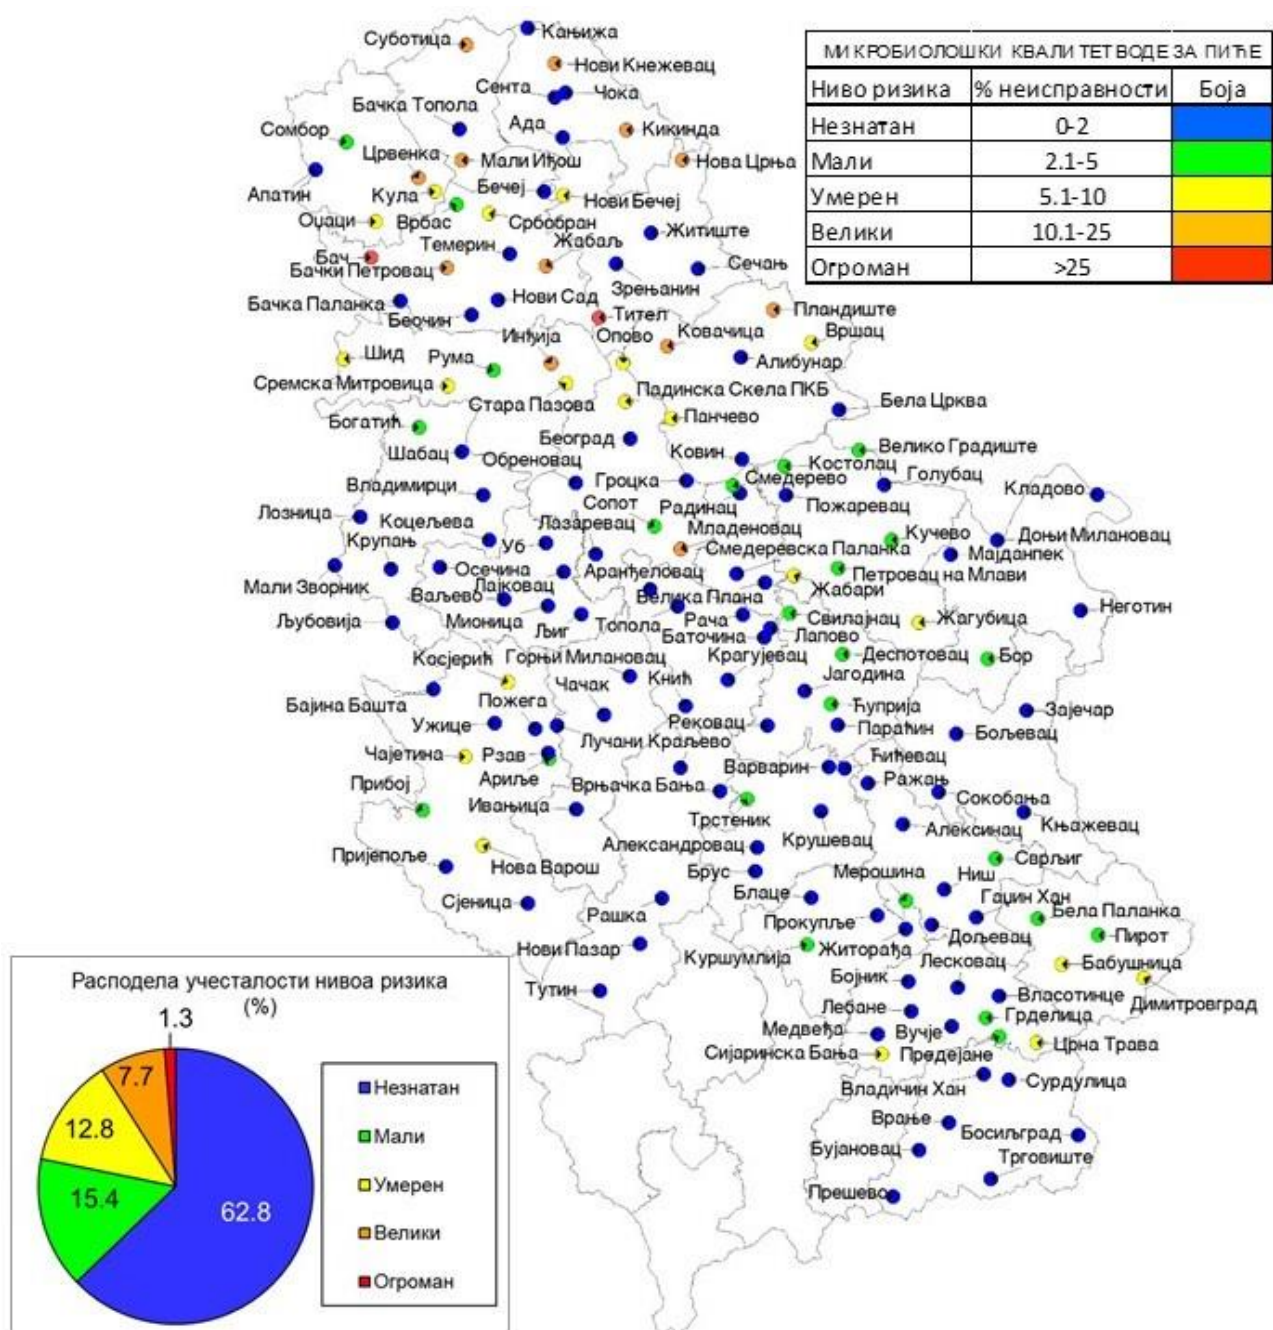 МИКРОБИОЛОШКИ КВАЛИТЕТ ВОДЕ ЗА ПИЋЕ
Ниво ризика % неисправности Боја
Незнатан 0-2
Мали 2.1-5
Умерен 5.1-10
Велики 10.1-25
Огроман >25
Кањижа
Суботица
Нови Кнежевац
Сента
Чока
Бачка Топола
Ада
Кикинда
Сомбор
Црвенка
Мали Иђош
Нова Црња
Апатин
Кула
Бечеј
Нови Бечеј
Оџаци
Врбас
Србобран
Житиште
Темерин
Жабаљ
Бач
Бачки Петровац
Зрењанин
Сечањ
Бачка Паланка
Нови Сад
Беочин
Тител
Пландиште
Инђија
Опово
Ковачица
Вршац
Шид
Рума
Алибунар
Сремска Митровица
Стара Пазова
Падинска Скела ПКБ
Панчево
Бела Црква
Богатић
Београд
Шабац
Обреновац
Ковин
Велико Градиште
Костолац
Владимирци
Гроцка
Смедерево
Голубац
Кладово
Сопот
Радинац
Пожаревац
Лозница
Коцељева
Лазаревац
Младеновац
Кучево
Доњи Милановац
Крупањ
Уб
Смедеревска Паланка
Мајданпек
Мали Зворник
Осечина
Лајковац
Аранђеловац
Петровац на Млави
Ваљево
Велика Плана
Жабари
Љубовија
Мионица
Љиг
Топола
Рача
Свилајнац
Жагубица
Неготин
Баточина
Лапово
Косјерић
Горњи Милановац
Крагујевац
Деспотовац
Бор
Бајина Башта
Пожега
Чачак
Кнић
Јагодина
Ћуприја
Зајечар
Ужице
Лучани
Краљево
Рековац
Параћин
Бољевац
Чајетина
Рзав
Ариље
Варварин
Ћићевац
Прибој
Врњачка Бања
Ражањ
Ивањица
Сокобања
Трстеник
Крушевац
Алексинац
Књажевац
Пријепоље
Нова Варош
Александровац
Сврљиг
Брус
Мерошина
Ниш
Сјеница
Блаце
Гаџин Хан
Рашка
Прокупље
Бела Паланка
Нови Пазар
Куршумлија
Житорађа
Дољевац
Пирот
Бојник
Лесковац
Бабушница
Тутин
Лебане
Власотинце
Димитровград
Медвеђа
Вучје
Грделица
Сијаринска Бања
Предејане
Црна Трава
Владичин Хан
Сурдулица
Врање
Босиљград
Бујановац
Трговиште
Прешево
Расподела учесталости нивоа ризика
(%)
1.3
7.7
12.8
15.4
62.8
Незнатан
Мали
Умерен
Велики
Огроман